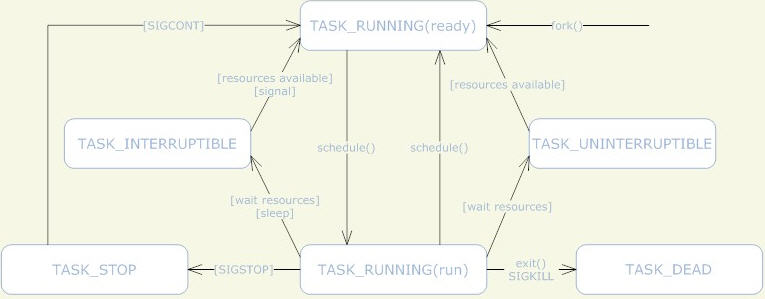 [SIGCONT]
TASK_RUNNING(ready)
fork()
[resources available]
[signal]
[resources available]
TASK_INTERRUPTIBLE
schedule()
schedule()
TASK_UNINTERRUPTIBLE
[wait resources]
[sleep]
[wait resources]
TASK_STOP
[SIGSTOP]
TASK_RUNNING(run)
exit()
SIGKILL
TASK_DEAD